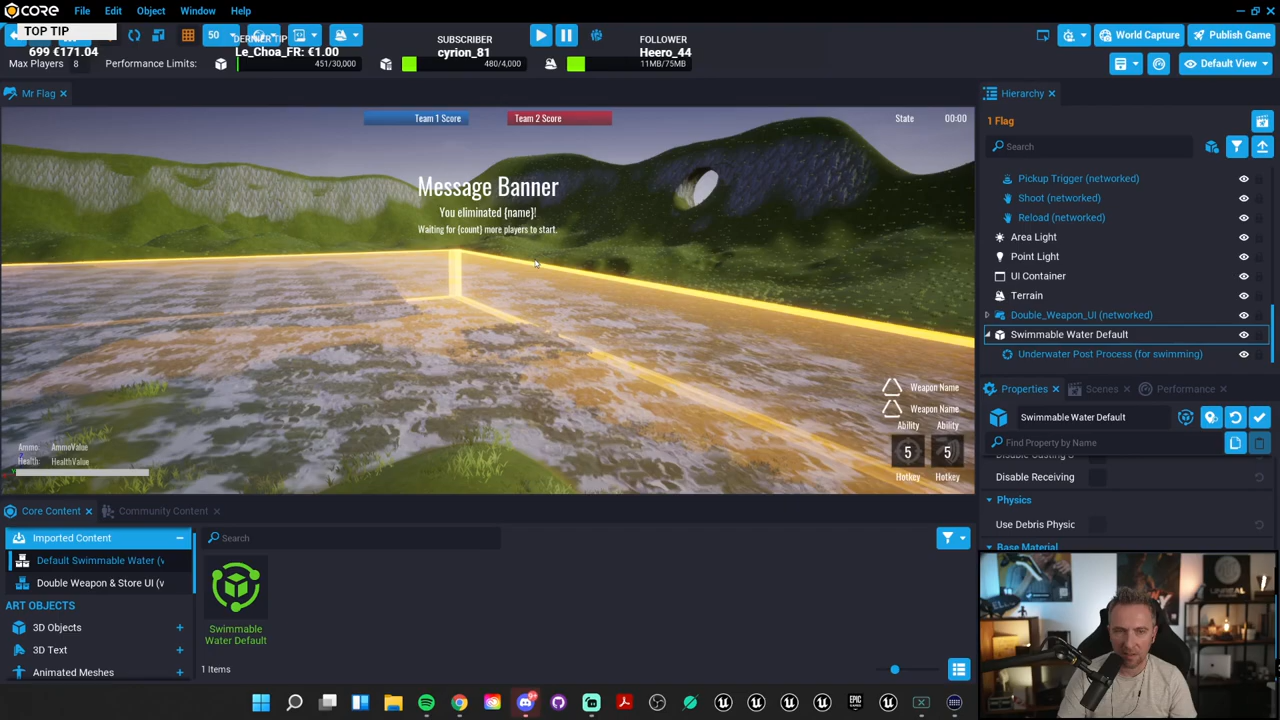 CORE File Edit Object Window Help
TOP TIP
699 €171.04
50
Le_Choa_FR: €1.00
SUBSCRIBER
cyrion_81
FOLLOWER
Heero_44
World Capture
Publish Game
Max Players 8 Performance Limits: 451/30,000 480/4,000 11MB/75MB
Default View
Mr Flag
Hierarchy
Team 1 Score Team 2 Score State 00:00
1 Flag
Search
Message Banner
You eliminated {name}!
Waiting for {count} more players to start.
Pickup Trigger (networked)
Shoot (networked)
Reload (networked)
Area Light
Point Light
UI Container
Terrain
Double_Weapon_UI (networked)
Swimmable Water Default
Underwater Post Process (for swimming)
Weapon Name
Weapon Name
Ability Ability
5 5
Hotkey Hotkey
Ammo: AmmoValue
Health: HealthValue
Properties Scenes Performance
Swimmable Water Default
Find Property by Name
Disable Receiving
Physics
Use Debris Physic
Base Material
Core Content Community Content
Imported Content
Search
Default Swimmable Water (v
Double Weapon & Store UI (v
ART OBJECTS
3D Objects
3D Text
Animated Meshes
Swimmable
Water Default
1 Items